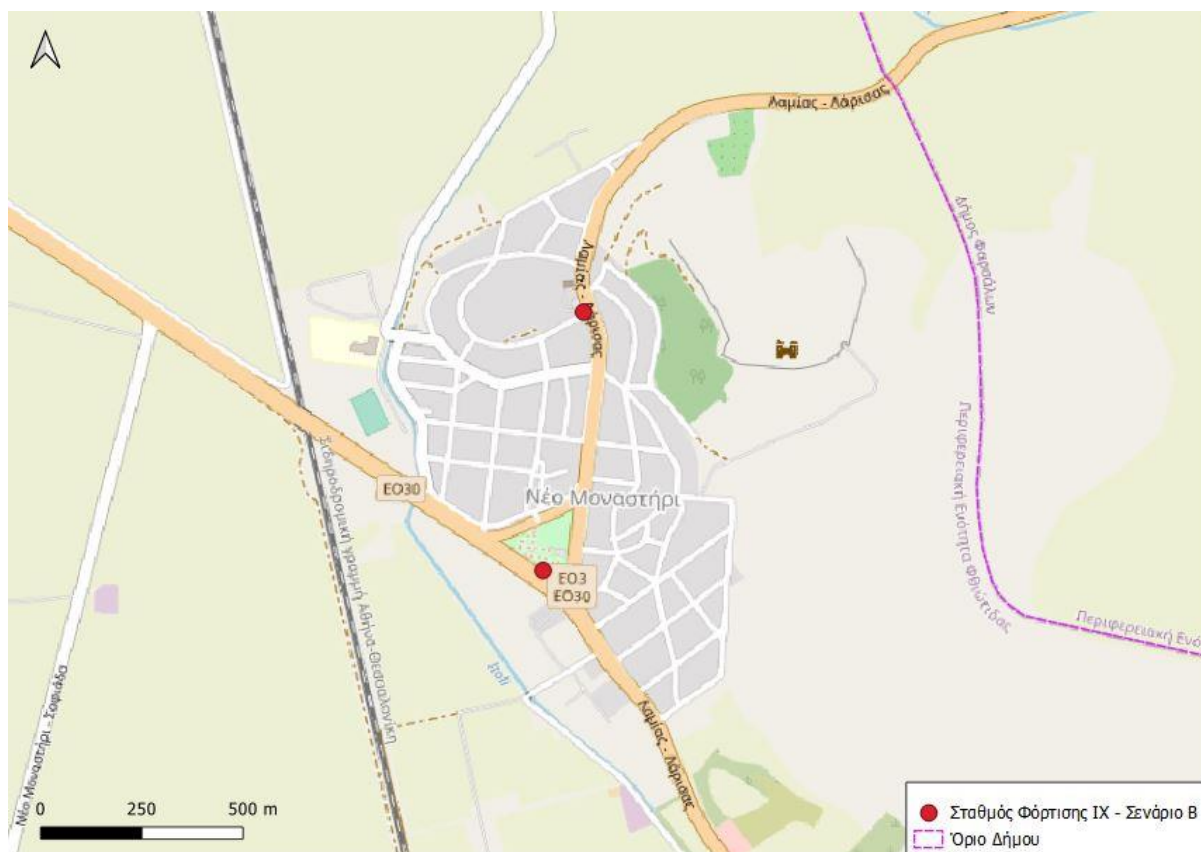 Λαμίας - Λάρισας
Δήμος Φαρσάλων
Λαμίας - Λάρισας
Περιφερειακή Ενότητα Φθιώτιδας
Σιδηροδρομική γραμμή Αθήνα-Θεσσαλονίκη
EO30
Νέο Μοναστήρι
EO3
EO30
Περιφερειακή Ενό
Νέο Μοναστήρι - Σοφιάδα
Λαμίας - Λάρισας
0 250 500 m
Σταθμός Φόρτισης ΙΧ - Σενάριο Β
Όριο Δήμου